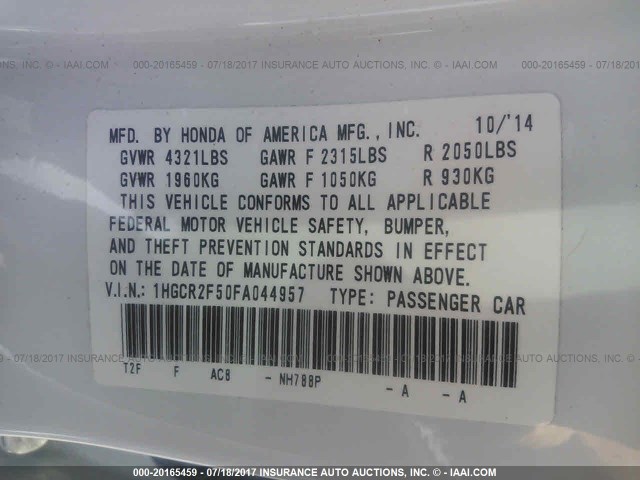 000-20165459 - 07/18/2017 INSURANCE AUTO AUCTIONS, INC. - IAAI.COM
MFD. BY HONDA OF AMERICA MFG., INC. 10/'14
GVWR 4321LBS GAWR F 2315LBS R 2050LBS
GVWR 1960KG GAWR F 1050KG R 930KG
THIS VEHICLE CONFORMS TO ALL APPLICABLE
FEDERAL MOTOR VEHICLE SAFETY, BUMPER,
AND THEFT PREVENTION STANDARDS IN EFFECT
ON THE DATE OF MANUFACTURE SHOWN ABOVE.
V.I.N.: 1HGCR2F50FA044957 TYPE: PASSENGER CAR
T2F F AC8 - NH788P - A - A
000-20165459 - 07/18/2017 INSURANCE AUTO AUCTIONS, INC. - IAAI.COM